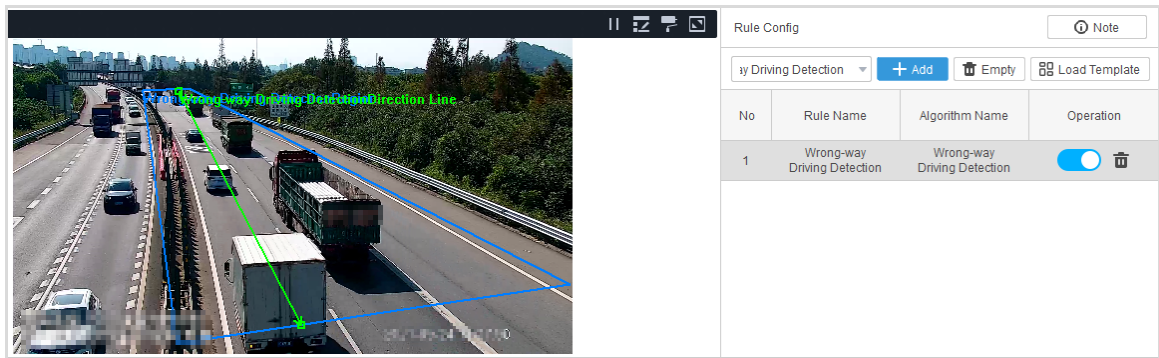 Rule Config
Note
ay Driving Detection
Add
Empty
Load Template
No
Rule Name
Algorithm Name
Operation
1
Wrong-way
Driving Detection
Wrong-way
Driving Detection
Wrong-way Driving DetectionDirection Line